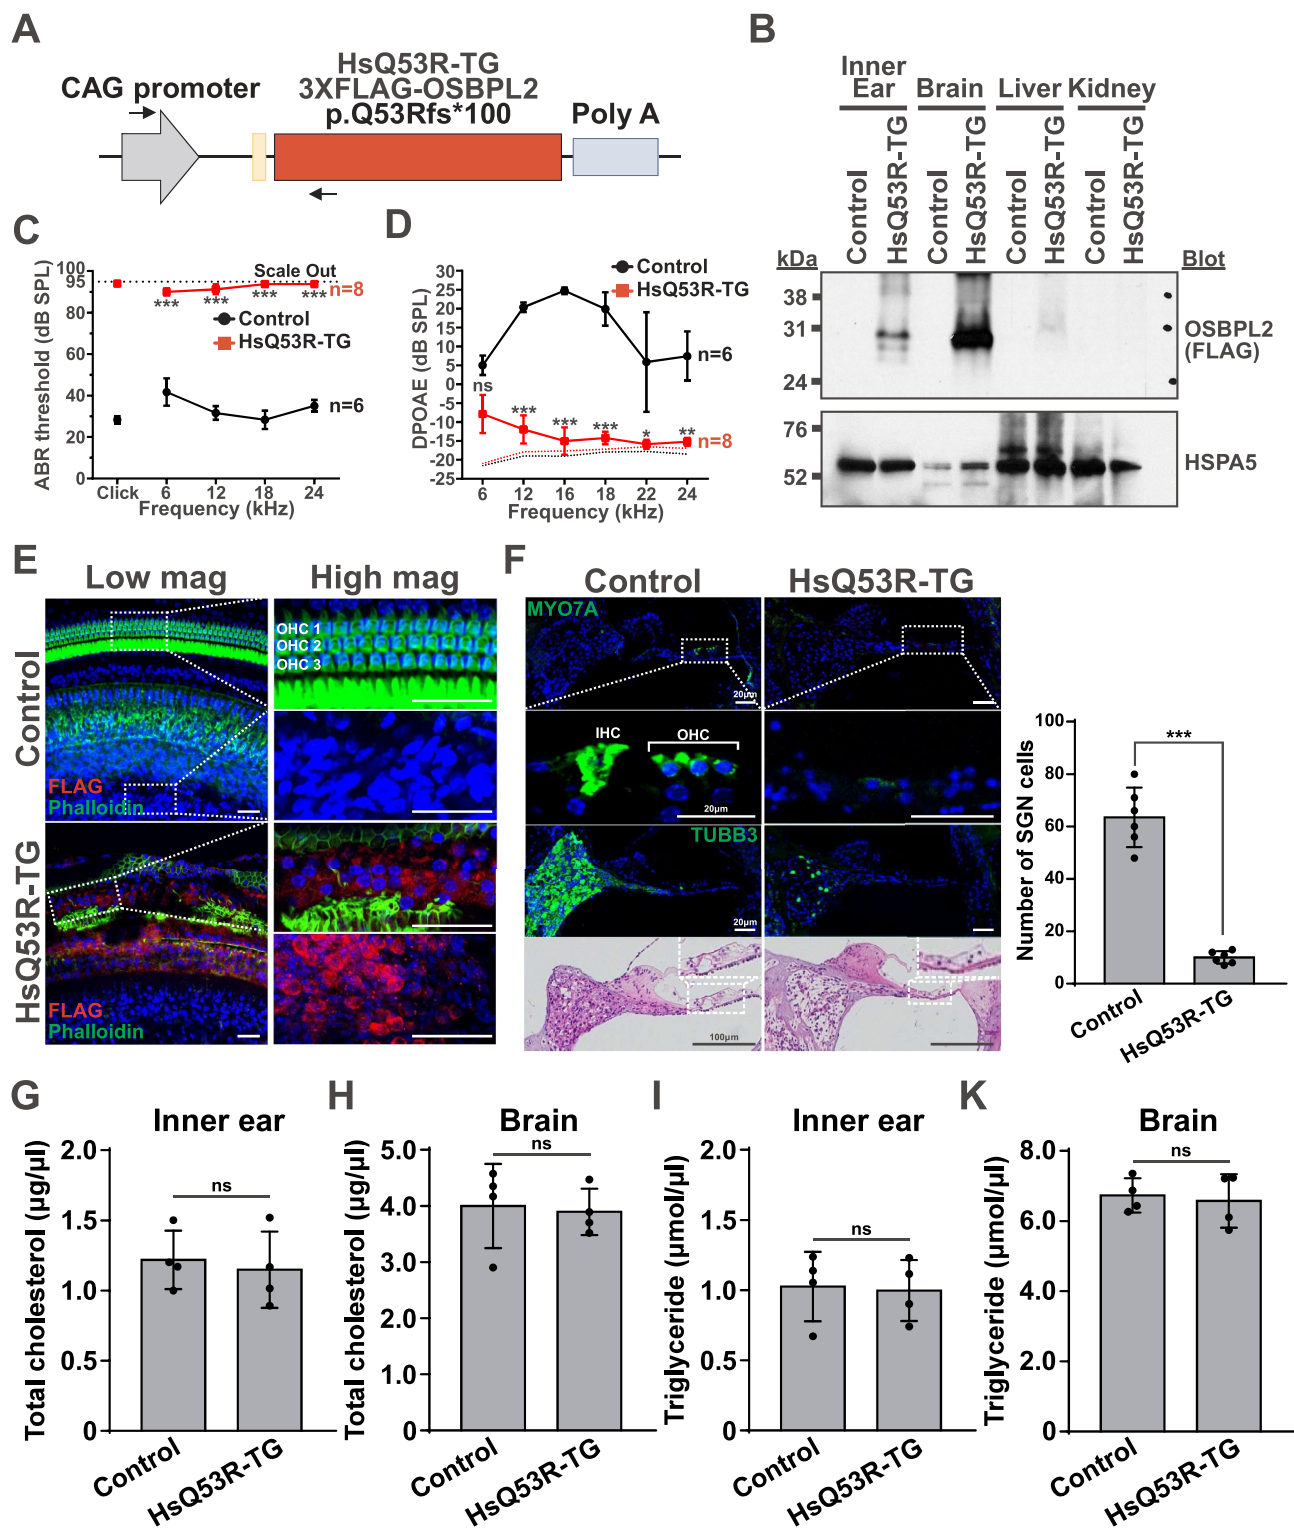 A
HsQ53R-TG
3XFLAG-OSBPL2
p.Q53Rfs*100
CAG promoter
Poly A
B
Inner
Ear
Brain
Liver
Kidney
Control
HsQ53R-TG
Control
HsQ53R-TG
Control
HsQ53R-TG
Control
HsQ53R-TG
kDa
Blot
38
31
24
OSBPL2
(FLAG)
76
52
HSPA5
C
ABR threshold (dB SPL)
100
95
80
60
40
20
0
Scale Out
*** *** *** ***
n=8
Control
HsQ53R-TG
n=6
Click 6 12 18 24
Frequency (kHz)
D
DPOAE (dB SPL)
30
25
20
15
10
5
0
-5
-10
-15
-20
-25
Control
HsQ53R-TG
n=6
ns *** *** *** * **
n=8
6 12 16 18 22 24
Frequency (kHz)
E
Low mag
High mag
Control
OHC 1
OHC 2
OHC 3
FLAG
Phalloidin
HsQ53R-TG
FLAG
Phalloidin
F
Control
HsQ53R-TG
MYO7A
20µm
IHC
OHC
20µm
TUBB3
20µm
100µm
Number of SGN cells
100
80
60
40
20
0
***
Control
HsQ53R-TG
G
Inner ear
Total cholesterol (µg/µl)
2.0
1.5
1.0
0.5
0
ns
Control
HsQ53R-TG
H
Brain
Total cholesterol (µg/µl)
5.0
4.0
3.0
2.0
1.0
0
ns
Control
HsQ53R-TG
I
Inner ear
Triglyceride (µmol/µl)
2.0
1.5
1.0
0.5
0
ns
Control
HsQ53R-TG
K
Brain
Triglyceride (µmol/µl)
8.0
6.0
4.0
2.0
0
ns
Control
HsQ53R-TG